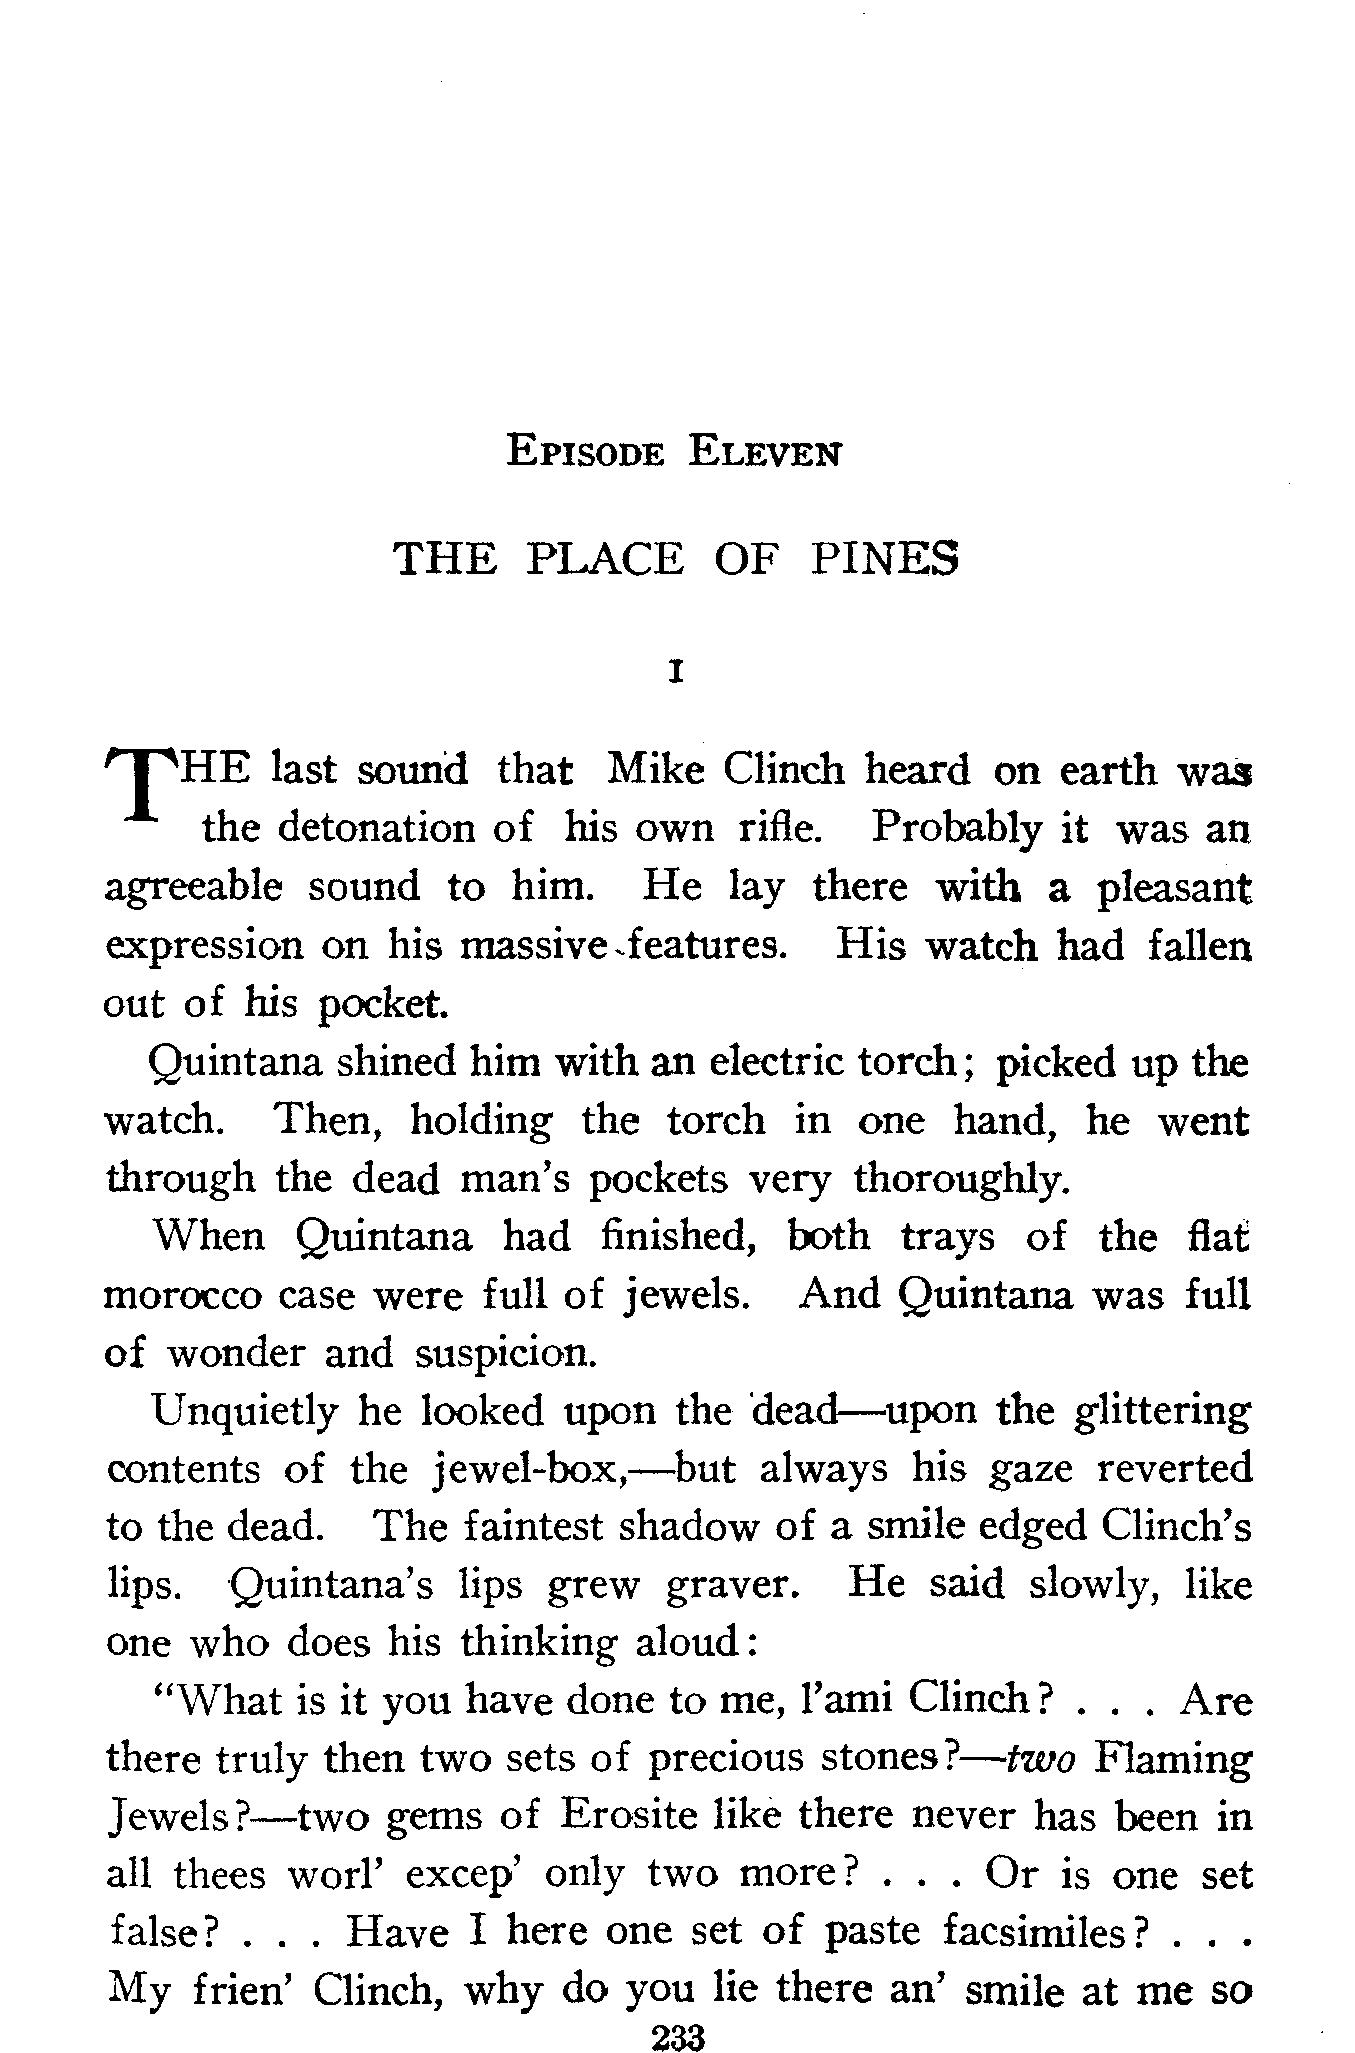 Episode Eleven
THE PLACE OF PINES
I
THE last sound that Mike Clinch heard on earth was
the detonation of his own rifle. Probably it was an
agreeable sound to him. He lay there with a pleasant
expression on his massive features. His watch had fallen
out of his pocket.
Quintana shined him with an electric torch; picked up the
watch. Then, holding the torch in one hand, he went
through the dead man's pockets very thoroughly.
When Quintana had finished, both trays of the flat
morocco case were full of jewels. And Quintana was full
of wonder and suspicion.
Unquietly he looked upon the dead—upon the glittering
contents of the jewel-box,—but always his gaze reverted
to the dead. The faintest shadow of a smile edged Clinch's
lips. Quintana's lips grew graver. He said slowly, like
one who does his thinking aloud:
"What is it you have done to me, l'ami Clinch? . . . Are
there truly then two sets of precious stones?—two Flaming
Jewels?—two gems of Erosite like there never has been in
all thees worl' excep' only two more? . . . Or is one set
false? . . . Have I here one set of paste facsimiles? . . .
My frien' Clinch, why do you lie there an' smile at me so
233